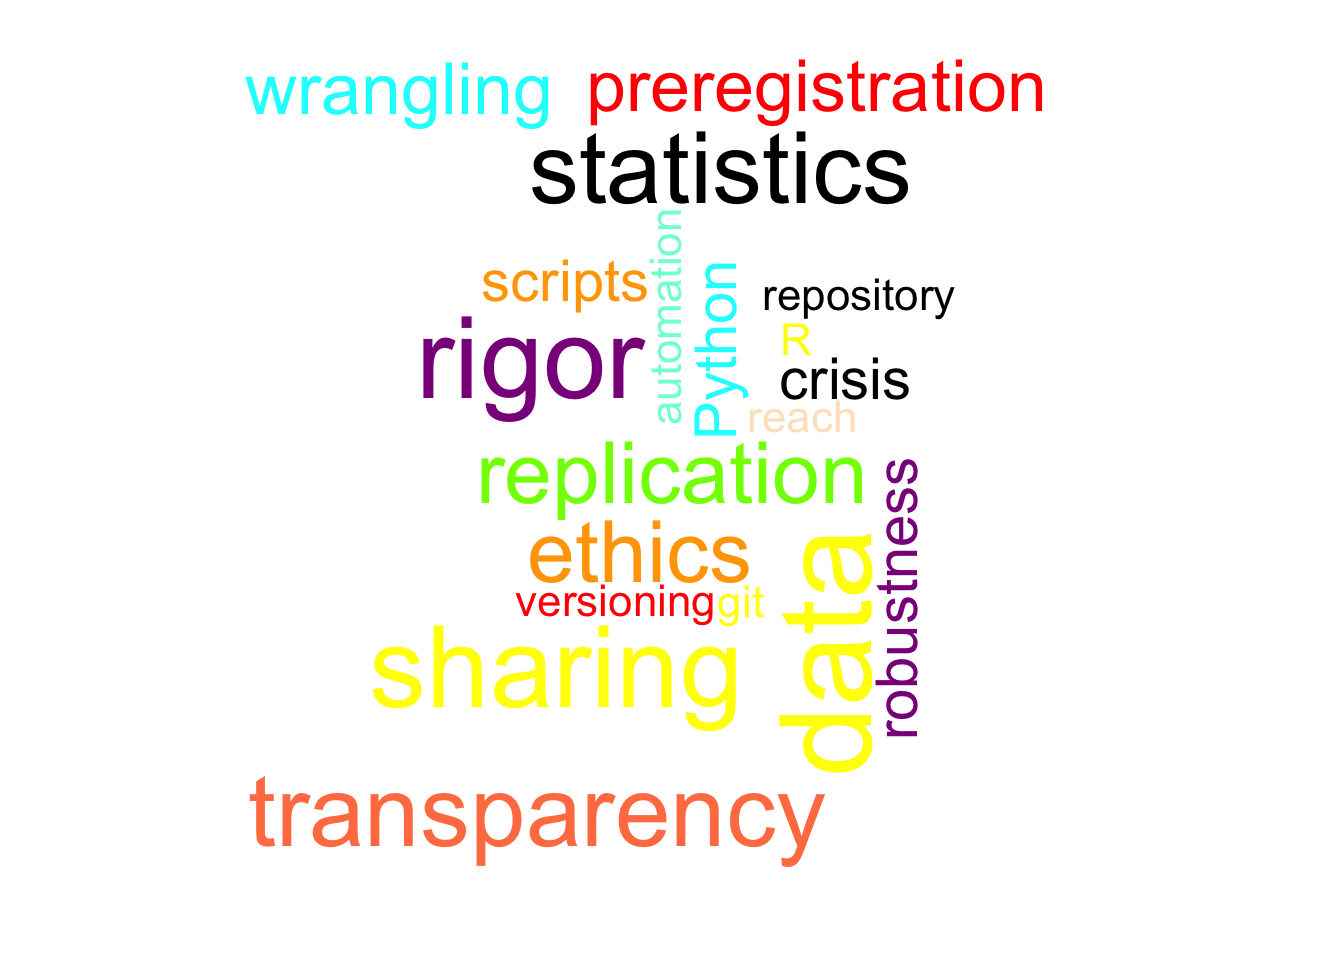 wrangling
preregistration
statistics
automation
scripts
Python
repository
rigor
R
crisis
reach
replication
robustness
ethics
data
versioning
git
sharing
transparency